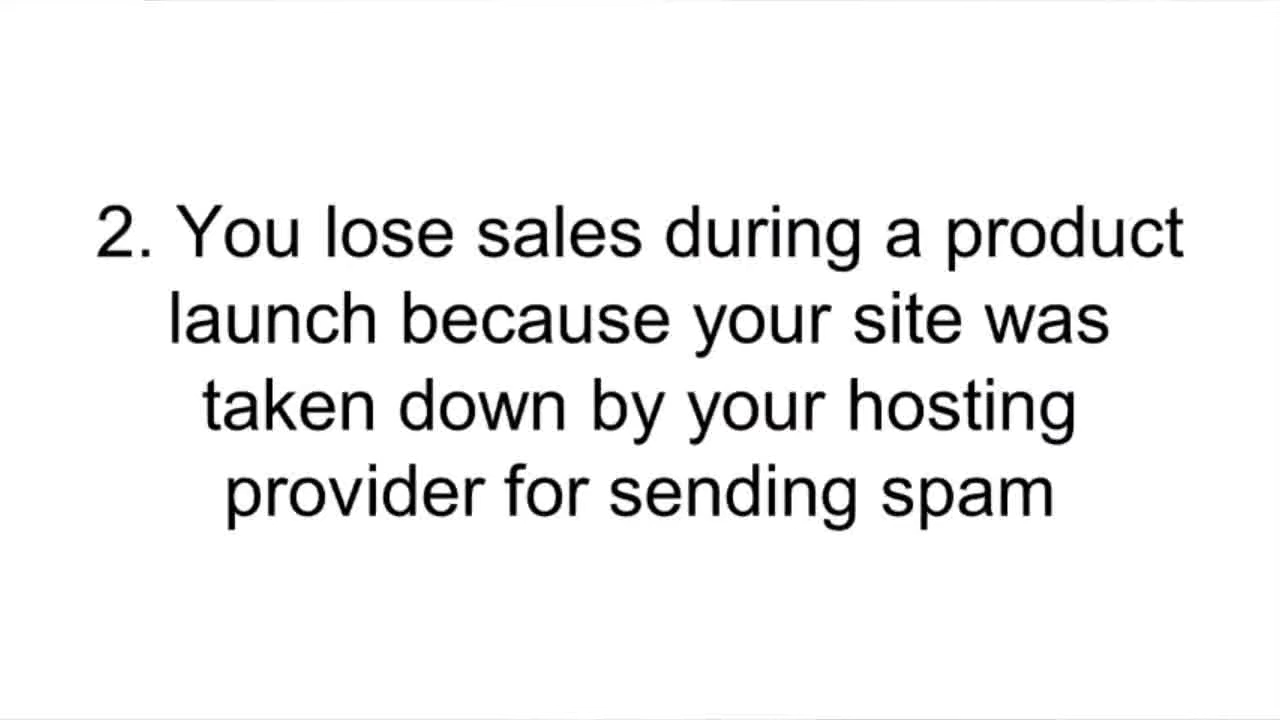 2. You lose sales during a product
launch because your site was
taken down by your hosting
provider for sending spam